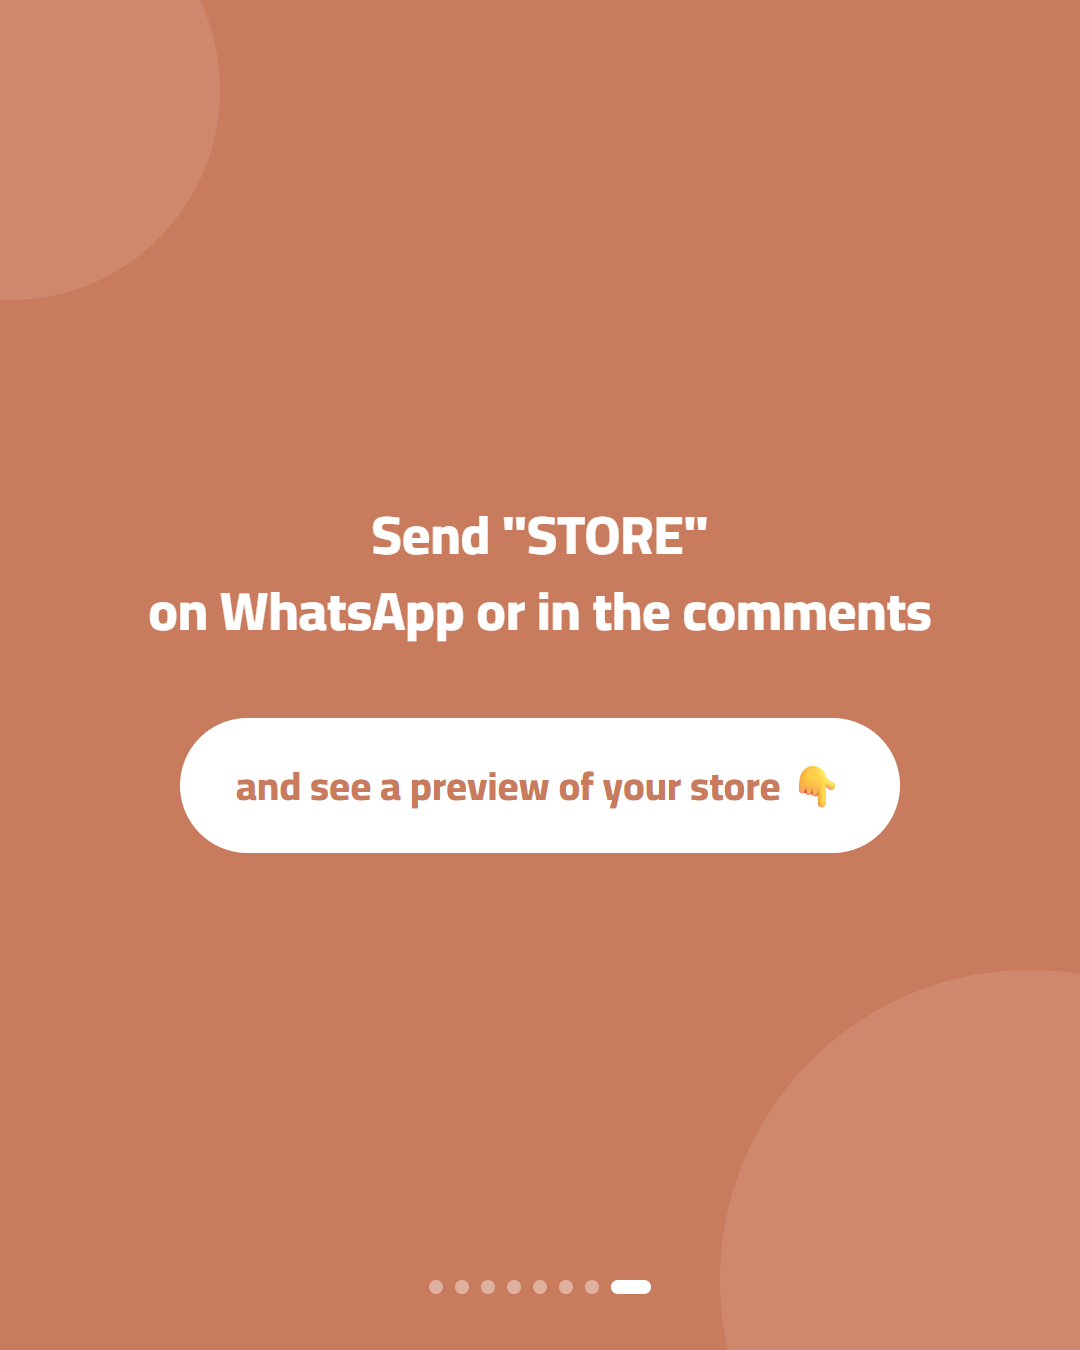 Send "STORE"
on WhatsApp or in the comments
and see a preview of your store 👇